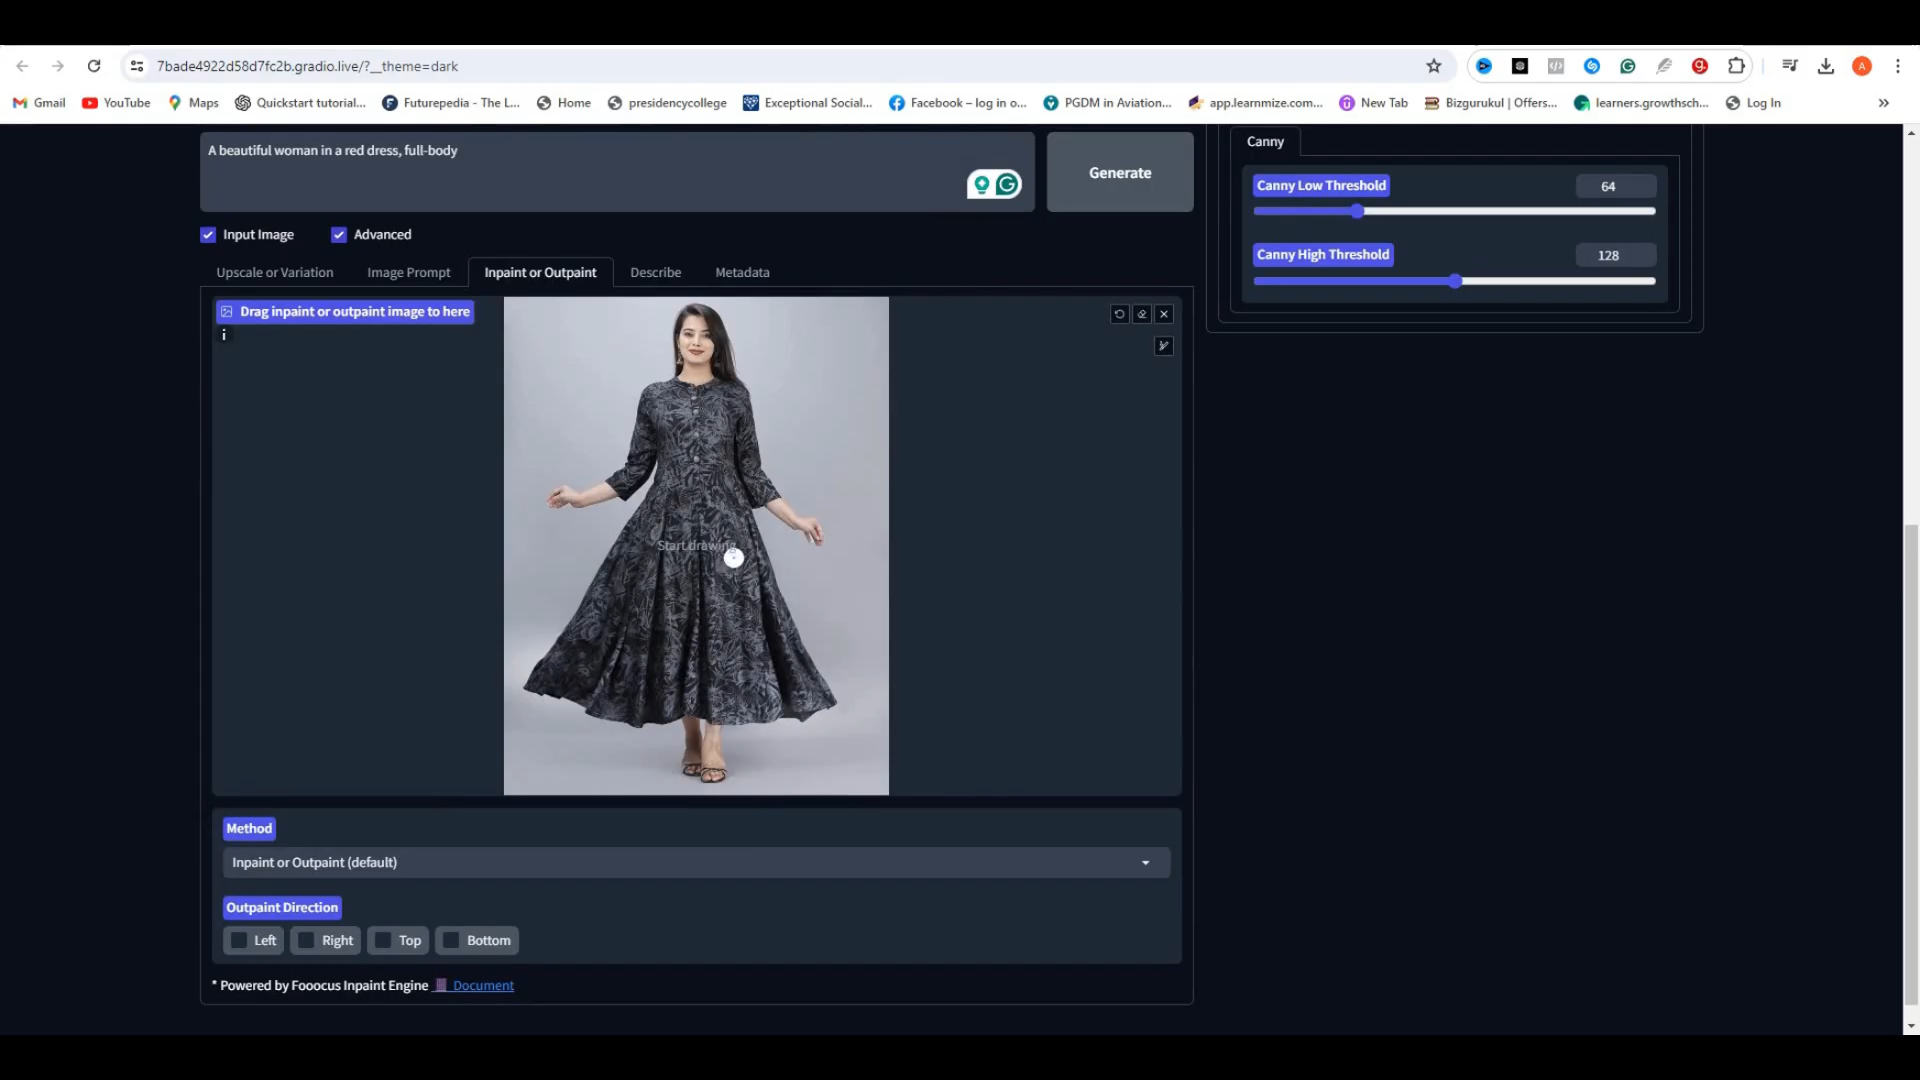 7bade4922d58d7fc2b.gradio.live/?__theme=dark
Gmail YouTube Maps Quickstart tutorial... Futurepedia - The L... Home presidencycollege Exceptional Social... Facebook – log in o... PGDM in Aviation... app.learnmize.com... New Tab Bizgurukul | Offers... learners.growthsch... Log In
A beautiful woman in a red dress, full-body
Generate
Input Image Advanced
Upscale or Variation Image Prompt Inpaint or Outpaint Describe Metadata
Drag inpaint or outpaint image to here
Start drawing
Method
Inpaint or Outpaint (default)
Outpaint Direction
Left Right Top Bottom
* Powered by Fooocus Inpaint Engine Document
Canny
Canny Low Threshold 64
Canny High Threshold 128